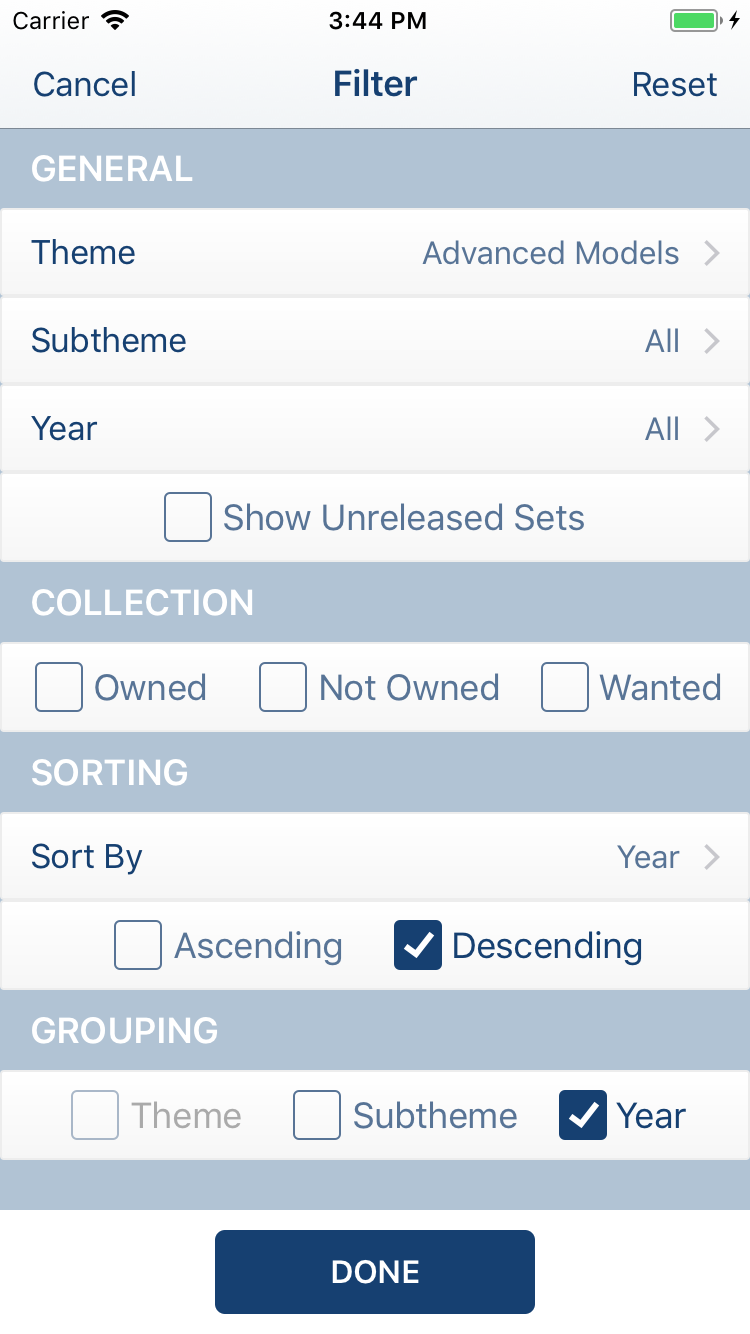 Carrier 3:44 PM
Cancel Filter Reset
GENERAL
Theme Advanced Models
Subtheme All
Year All
Show Unreleased Sets
COLLECTION
Owned Not Owned Wanted
SORTING
Sort By Year
Ascending Descending
GROUPING
Theme Subtheme Year
DONE